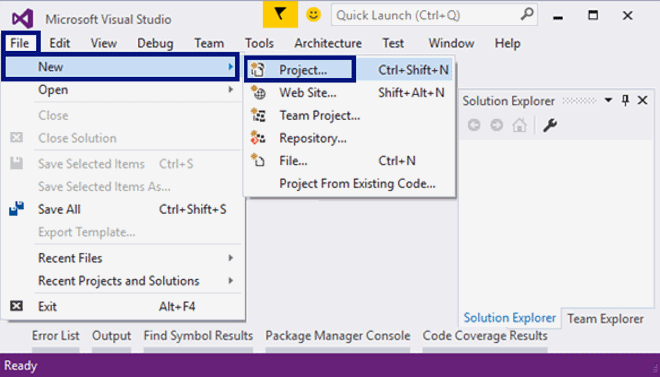 Microsoft Visual Studio
Quick Launch (Ctrl+Q)
File Edit View Debug Team Tools Architecture Test Window Help
New
Open
Close
Close Solution
Save Selected Items Ctrl+S
Save Selected Items As...
Save All Ctrl+Shift+S
Export Template...
Recent Files
Recent Projects and Solutions
Exit Alt+F4
Project... Ctrl+Shift+N
Web Site... Shift+Alt+N
Team Project...
Repository...
File... Ctrl+N
Project From Existing Code...
Solution Explorer
Solution Explorer Team Explorer
Error List Output Find Symbol Results Package Manager Console Code Coverage Results
Ready